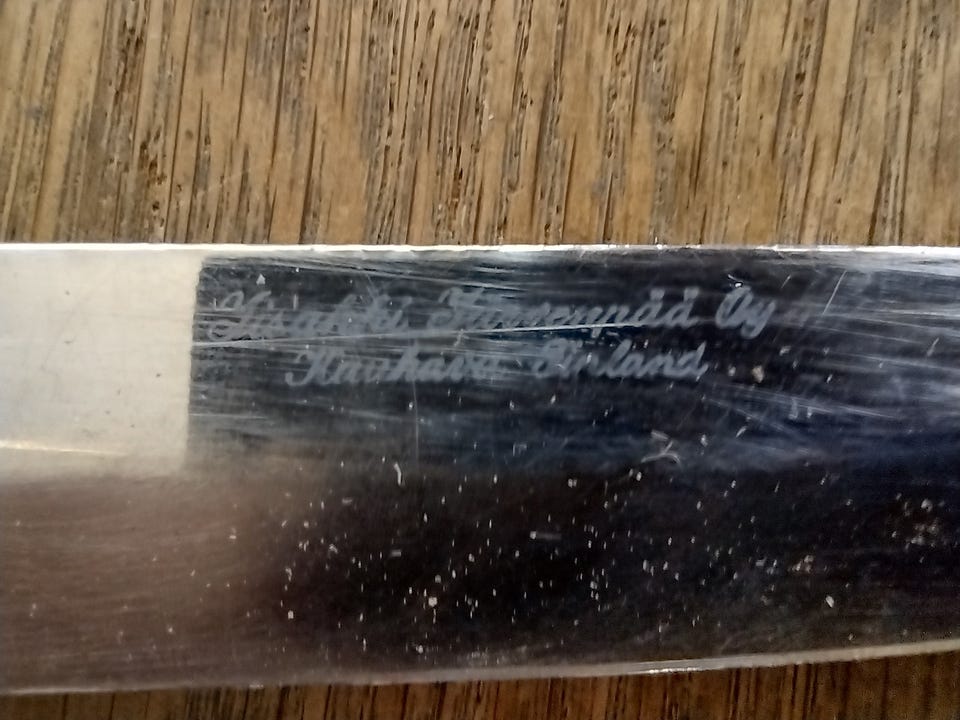 Iisakki Järvenpää Oy
Kauhava Finland